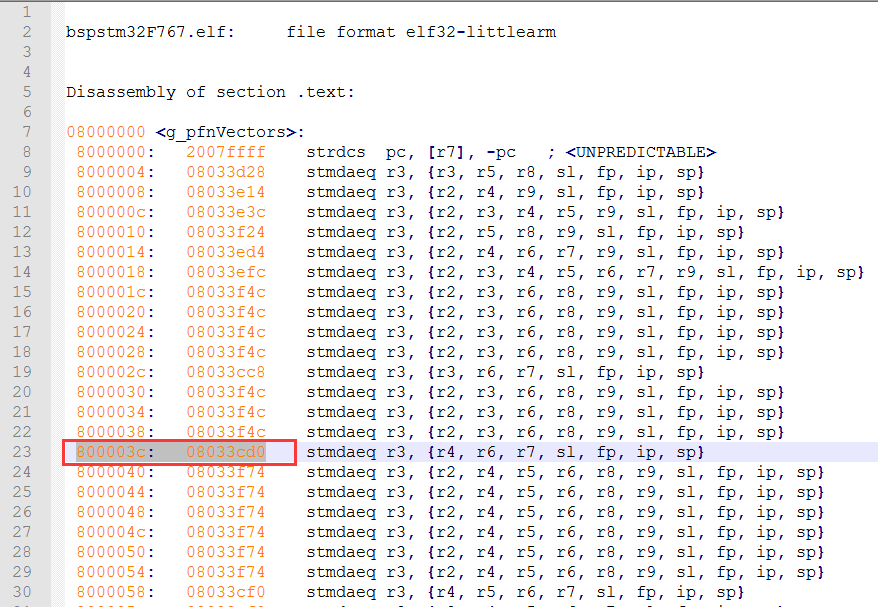 1
2 bspstm32F767.elf:     file format elf32-littlearm
3
4
5 Disassembly of section .text:
6
7 08000000 <g_pfnVectors>:
8 8000000:   2007ffff    strdcs  pc, [r7], -pc   ; <UNPREDICTABLE>
9 8000004:   08033d28    stmdaeq r3, {r3, r5, r8, sl, fp, ip, sp}
10 8000008:   08033e14    stmdaeq r3, {r2, r4, r9, sl, fp, ip, sp}
11 800000c:   08033e3c    stmdaeq r3, {r2, r3, r4, r5, r9, sl, fp, ip, sp}
12 8000010:   08033f24    stmdaeq r3, {r2, r5, r8, r9, sl, fp, ip, sp}
13 8000014:   08033ed4    stmdaeq r3, {r2, r4, r6, r7, r9, sl, fp, ip, sp}
14 8000018:   08033efc    stmdaeq r3, {r2, r3, r4, r5, r6, r7, r9, sl, fp, ip, sp}
15 800001c:   08033f4c    stmdaeq r3, {r2, r3, r6, r8, r9, sl, fp, ip, sp}
16 8000020:   08033f4c    stmdaeq r3, {r2, r3, r6, r8, r9, sl, fp, ip, sp}
17 8000024:   08033f4c    stmdaeq r3, {r2, r3, r6, r8, r9, sl, fp, ip, sp}
18 8000028:   08033f4c    stmdaeq r3, {r2, r3, r6, r8, r9, sl, fp, ip, sp}
19 800002c:   08033cc8    stmdaeq r3, {r3, r6, r7, sl, fp, ip, sp}
20 8000030:   08033f4c    stmdaeq r3, {r2, r3, r6, r8, r9, sl, fp, ip, sp}
21 8000034:   08033f4c    stmdaeq r3, {r2, r3, r6, r8, r9, sl, fp, ip, sp}
22 8000038:   08033f4c    stmdaeq r3, {r2, r3, r6, r8, r9, sl, fp, ip, sp}
23 800003c:   08033cd0    stmdaeq r3, {r4, r6, r7, sl, fp, ip, sp}
24 8000040:   08033f74    stmdaeq r3, {r2, r4, r5, r6, r8, r9, sl, fp, ip, sp}
25 8000044:   08033f74    stmdaeq r3, {r2, r4, r5, r6, r8, r9, sl, fp, ip, sp}
26 8000048:   08033f74    stmdaeq r3, {r2, r4, r5, r6, r8, r9, sl, fp, ip, sp}
27 800004c:   08033f74    stmdaeq r3, {r2, r4, r5, r6, r8, r9, sl, fp, ip, sp}
28 8000050:   08033f74    stmdaeq r3, {r2, r4, r5, r6, r8, r9, sl, fp, ip, sp}
29 8000054:   08033f74    stmdaeq r3, {r2, r4, r5, r6, r8, r9, sl, fp, ip, sp}
30 8000058:   08033cf0    stmdaeq r3, {r4, r5, r6, r7, sl, fp, ip, sp}